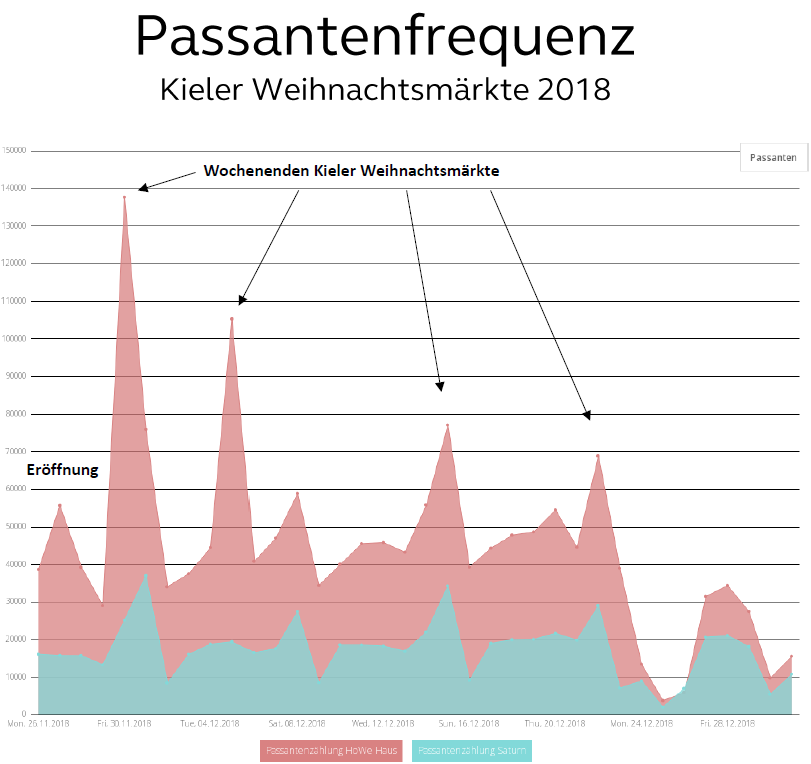 Passantenfrequenz
Kieler Weihnachtsmärkte 2018
150000
Passanten
Wochenenden Kieler Weihnachtsmärkte
140000
130000
120000
110000
100000
90000
80000
70000
Eröffnung
60000
50000
40000
30000
20000
10000
0
Mon. 26.11.2018 Fri. 30.11.2018 Tue. 04.12.2018 Sat. 08.12.2018 Wed. 12.12.2018 Sun. 16.12.2018 Thu. 20.12.2018 Mon. 24.12.2018 Fri. 28.12.2018
Passantenzählung HoWe Haus Passantenzählung Saturn